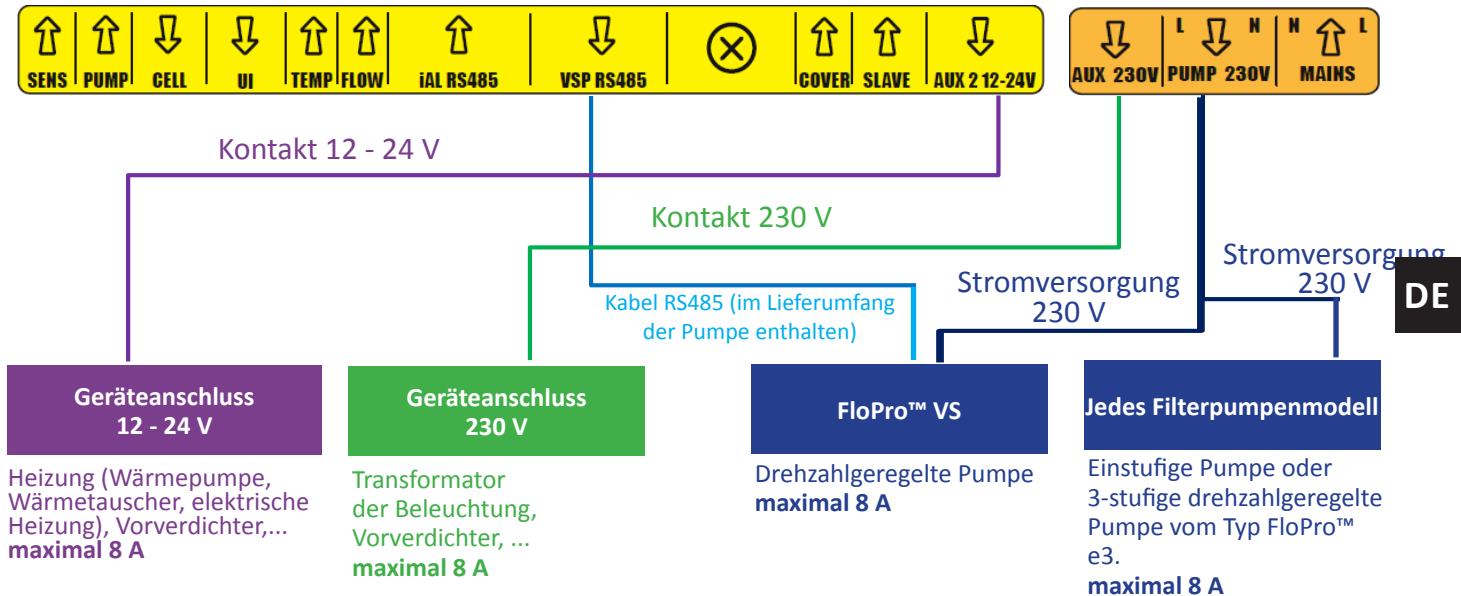 L N N L
SENS PUMP CELL UI TEMP FLOW iAL RS485 VSP RS485 COVER SLAVE AUX 2 12-24V AUX 230V PUMP 230V MAINS
Kontakt 12 - 24 V
Kontakt 230 V
Kabel RS485 (im Lieferumfang
der Pumpe enthalten)
Stromversorgung
230 V
Stromversorgung
230 V
DE
Geräteanschluss
12 - 24 V
Heizung (Wärmepumpe,
Wärmetauscher, elektrische
Heizung), Vorverdichter,...
maximal 8 A
Geräteanschluss
230 V
Transformator
der Beleuchtung,
Vorverdichter, ...
maximal 8 A
FloPro™ VS
Drehzahlgeregelte Pumpe
maximal 8 A
Jedes Filterpumpenmodell
Einstufige Pumpe oder
3-stufige drehzahlgeregelte
Pumpe vom Typ FloPro™
e3.
maximal 8 A